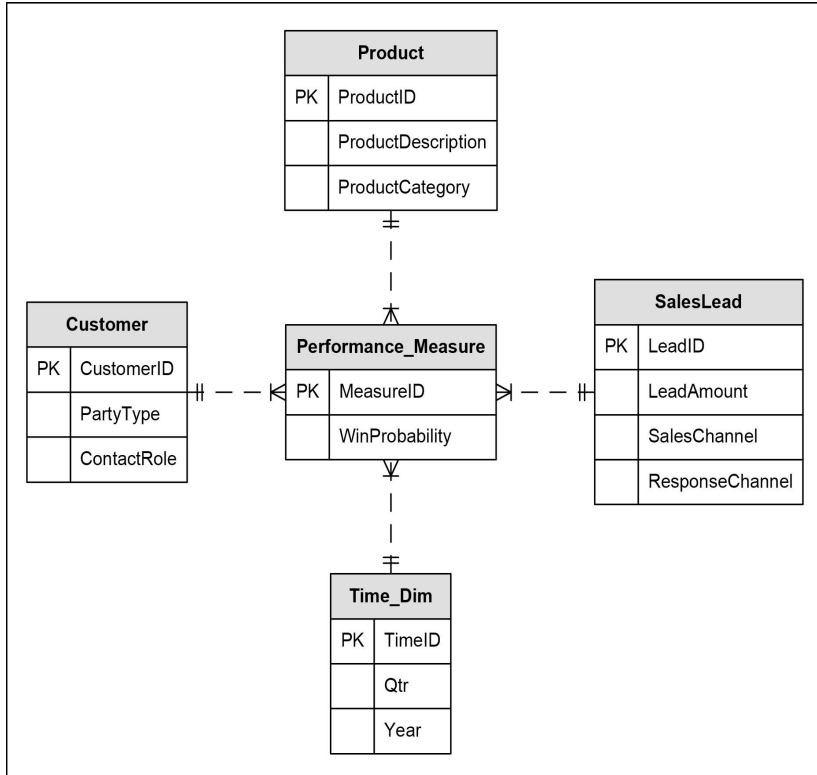 Product
PK ProductID
ProductDescription
ProductCategory
Customer
PK CustomerID
PartyType
ContactRole
Performance_Measure
PK MeasureID
WinProbability
SalesLead
PK LeadID
LeadAmount
SalesChannel
ResponseChannel
Time_Dim
PK TimeID
Qtr
Year